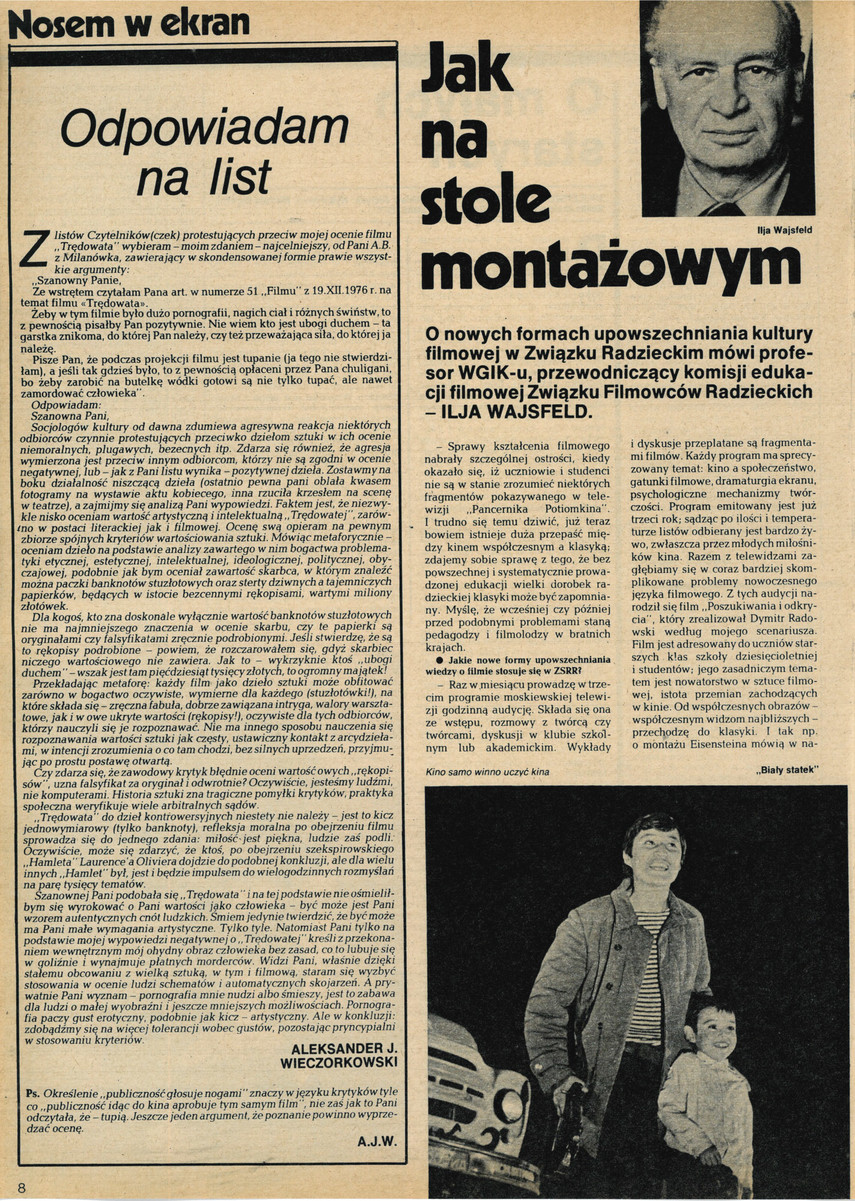 Nosem w ekran
Odpowiadam
na list
Z listów Czytelników(czek) protestujących przeciw mojej ocenie filmu
„Trędowata" wybieram – moim zdaniem – najcelniejszy, od Pani A.B.
z Milanówka, zawierający w skondensowanej formie prawie wszyst-
kie argumenty:
„Szanowny Panie,
Ze wstrętem czytałam Pana art. w numerze 51 „Filmu" z 19.XII.1976 r. na
temat filmu «Trędowata».
Żeby w tym filmie było dużo pornografii, nagich ciał i różnych świństw, to
z pewnością pisałby Pan pozytywnie. Nie wiem kto jest ubogi duchem – ta
garstka znikoma, do której Pan należy, czy też przeważająca siła, do której ja
należę.
Pisze Pan, że podczas projekcji filmu jest tupanie (ja tego nie stwierdzi-
łam), a jeśli tak gdzieś było, to z pewnością opłaceni przez Pana chuligani,
bo żeby zarobić na butelkę wódki gotowi są nie tylko tupać, ale nawet
zamordować człowieka".
Odpowiadam:
Szanowna Pani,
Socjologów kultury od dawna zdumiewa agresywna reakcja niektórych
odbiorców czynnie protestujących przeciwko dziełom sztuki w ich ocenie
niemoralnych, plugawych, bezecnych itp. Zdarza się również, że agresja
wymierzona jest przeciw innym odbiorcom, którzy nie są zgodni w ocenie
negatywnej, lub – jak z Pani listu wynika – pozytywnej dzieła. Zostawmy na
boku działalność niszczącą dzieła (ostatnio pewna pani oblała kwasem
fotogramy na wystawie aktu kobiecego, inna rzuciła krzesłem na scenę
w teatrze), a zajmijmy się analizą Pani wypowiedzi. Faktem jest, że niezwy-
kle nisko oceniam wartość artystyczną i intelektualną „Trędowatej", zarów-
no w postaci literackiej jak i filmowej. Ocenę swą opieram na pewnym
zbiorze spójnych kryteriów wartościowania sztuki. Mówiąc metaforycznie –
oceniam dzieło na podstawie analizy zawartego w nim bogactwa problema-
tyki etycznej, estetycznej, intelektualnej, ideologicznej, politycznej, oby-
czajowej, podobnie jak bym oceniał zawartość skarbca, w którym znaleźć
można paczki banknotów stuzłotowych oraz sterty dziwnych a tajemniczych
papierków, będących w istocie bezcennymi rękopisami, wartymi miliony
złotówek.
Dla kogoś, kto zna doskonale wyłącznie wartość banknotów stuzłotowych
nie ma najmniejszego znaczenia w owym skarbcu, czy te papierki są
oryginałami czy falsyfikatami zręcznie podrobionymi. Jeśli stwierdzę, że są
to rękopisy podrobione – powiem, że rozczarowałem się, gdyż skarbiec
niczego wartościowego nie zawiera. Jak to – wykrzyknie ktoś „ubogi
duchem" – wszak jest tam pięćdziesiąt tysięcy złotych, to ogromny majątek!
Przekładając metaforę: każdy film jako dzieło sztuki może obfitować
zarówno w bogactwo oczywiste, wymierne dla każdego (stuzłotówki!), na
które składa się – zręczna fabuła, dobrze zawiązana intryga, walory warszta-
towe, jak i w owe ukryte wartości (rękopisy!), oczywiste dla tych odbiorców,
którzy nauczyli się je rozpoznawać. Nie ma innego sposobu nauczenia się
rozpoznawania wartości sztuki jak częsty, ustawiczny kontakt z arcydzieła-
mi, w intencji zrozumienia o co tam chodzi, bez silnych uprzedzeń, przyjmu-
jąc po prostu postawę otwartą.
Czy zdarza się, że zawodowy krytyk błędnie oceni wartość owych „rękopi-
sów", uzna falsyfikat za oryginał i odwrotnie? Oczywiście, jesteśmy ludźmi,
nie komputerami. Historia sztuki zna tragiczne pomyłki krytyków, praktyka
społeczna weryfikuje wiele arbitralnych sądów.
„Trędowata" do dzieł kontrowersyjnych niestety nie należy – jest to kicz
jednowymiarowy (tylko banknoty), refleksja moralna po obejrzeniu filmu
sprowadza się do jednego zdania: miłość jest piękna, ludzie zaś podli.
Oczywiście, może się zdarzyć, że ktoś, po obejrzeniu szekspirowskiego
„Hamleta" Laurence'a Oliviera dojdzie do podobnej konkluzji, ale dla wielu
innych „Hamlet" był, jest i będzie impulsem do wielogodzinnych rozmyślań
na parę tysięcy tematów.
Szanownej Pani podobała się „Trędowata" i na tej podstawie nie ośmielił-
bym się wyrokować o Pani wartości jako człowieka – być może jest Pani
wzorem autentycznych cnót ludzkich. Śmiem jedynie twierdzić, że być może
ma Pani małe wymagania artystyczne. Tylko tyle. Natomiast Pani tylko na
podstawie mojej wypowiedzi negatywnej o „Trędowatej" kreśli z przekona-
niem wewnętrznym mój ohydny obraz człowieka bez zasad, co to lubuje się
w goliźnie i wynajmuje płatnych morderców. Widzi Pani, właśnie dzięki
stałemu obcowaniu z wielką sztuką, w tym i filmową, staram się wyzbyć
stosowania w ocenie ludzi schematów i automatycznych skojarzeń. A pry-
watnie Pani wyznam – pornografia mnie nudzi albo śmieszy, jest to zabawa
dla ludzi o małej wyobraźni i jeszcze mniejszych możliwościach. Pornogra-
fia paczy gust erotyczny, podobnie jak kicz – artystyczny. Ale w konkluzji:
zdobądźmy się na więcej tolerancji wobec gustów, pozostając pryncypialni
w stosowaniu kryteriów.
ALEKSANDER J.
WIECZORKOWSKI
Ps. Określenie „publiczność głosuje nogami" znaczy w języku krytyków tyle
co „publiczność idąc do kina aprobuje tym samym film", nie zaś jak to Pani
odczytała, że – tupią. Jeszcze jeden argument, że poznanie powinno wyprze-
dzać ocenę.
A.J.W.
8
Jak
na
stole
montażowym
Ilja Wajsfeld
O nowych formach upowszechniania kultury
filmowej w Związku Radzieckim mówi profe-
sor WGIK-u, przewodniczący komisji eduka-
cji filmowej Związku Filmowców Radzieckich
– ILJA WAJSFELD.
– Sprawy kształcenia filmowego
nabrały szczególnej ostrości, kiedy
okazało się, iż uczniowie i studenci
nie są w stanie zrozumieć niektórych
fragmentów pokazywanego w tele-
wizji „Pancernika Potiomkina".
I trudno się temu dziwić, już teraz
bowiem istnieje duża przepaść mię-
dzy kinem współczesnym a klasyką;
zdajemy sobie sprawę z tego, że bez
powszechnej i systematycznie prowa-
dzonej edukacji wielki dorobek ra-
dzieckiej klasyki może być zapomnia-
ny. Myślę, że wcześniej czy później
przed podobnymi problemami staną
pedagodzy i filmolodzy w bratnich
krajach.
● Jakie nowe formy upowszechniania
wiedzy o filmie stosuje się w ZSRR?
– Raz w miesiącu prowadzę w trze-
cim programie moskiewskiej telewi-
zji godzinną audycję. Składa się ona
ze wstępu, rozmowy z twórcą czy
twórcami, dyskusji w klubie szkol-
nym lub akademickim. Wykłady
i dyskusje przeplatane są fragmenta-
mi filmów. Każdy program ma sprecy-
zowany temat: kino a społeczeństwo,
gatunki filmowe, dramaturgia ekranu,
psychologiczne mechanizmy twór-
czości. Program emitowany jest już
trzeci rok; sądząc po ilości i tempera-
turze listów odbierany jest bardzo ży-
wo, zwłaszcza przez młodych miłośni-
ków kina. Razem z telewidzami za-
głębiamy się w coraz bardziej skom-
plikowane problemy nowoczesnego
języka filmowego. Z tych audycji na-
rodził się film „Poszukiwania i odkry-
cia", który zrealizował Dymitr Rado-
wski według mojego scenariusza.
Film jest adresowany do uczniów star-
szych klas szkoły dziesięcioletniej
i studentów; jego zasadniczym tema-
tem jest nowatorstwo w sztuce filmo-
wej, istota przemian zachodzących
w kinie. Od współczesnych obrazów –
współczesnym widzom najbliższych –
przechodzę do klasyki. I tak np.
o montażu Eisensteina mówią w na-
Kino samo winno uczyć kina
„Biały statek"